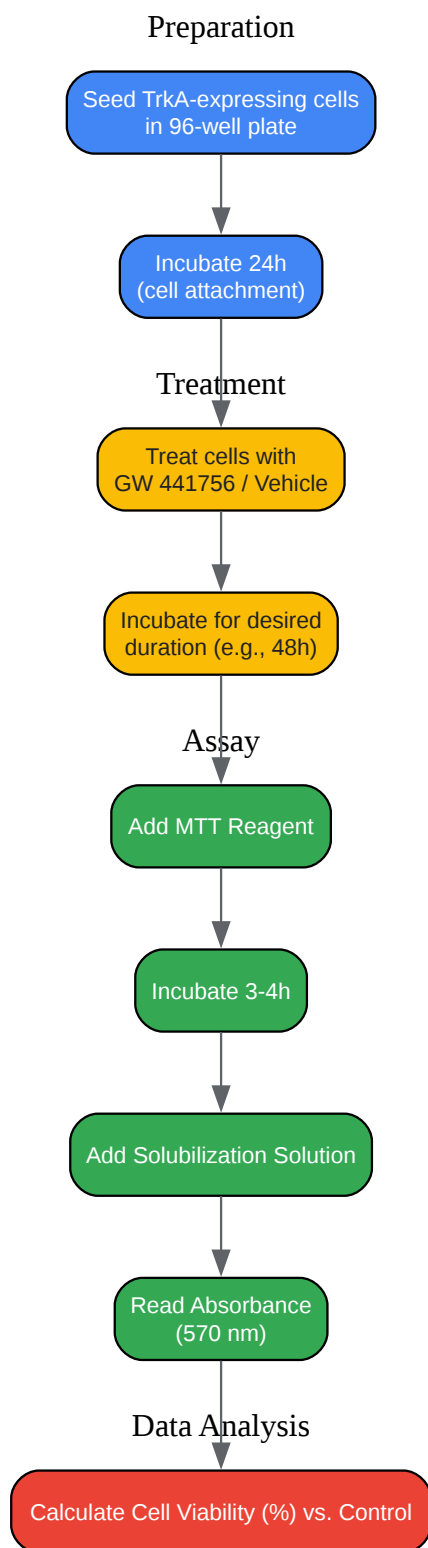 Preparation
Seed TrkA-expressing cells
in 96-well plate
Incubate 24h
(cell attachment)
Treatment
Treat cells with
GW 441756 / Vehicle
Incubate for desired
duration (e.g., 48h)
Assay
Add MTT Reagent
Incubate 3-4h
Add Solubilization Solution
Read Absorbance
(570 nm)
Data Analysis
Calculate Cell Viability (%) vs. Control